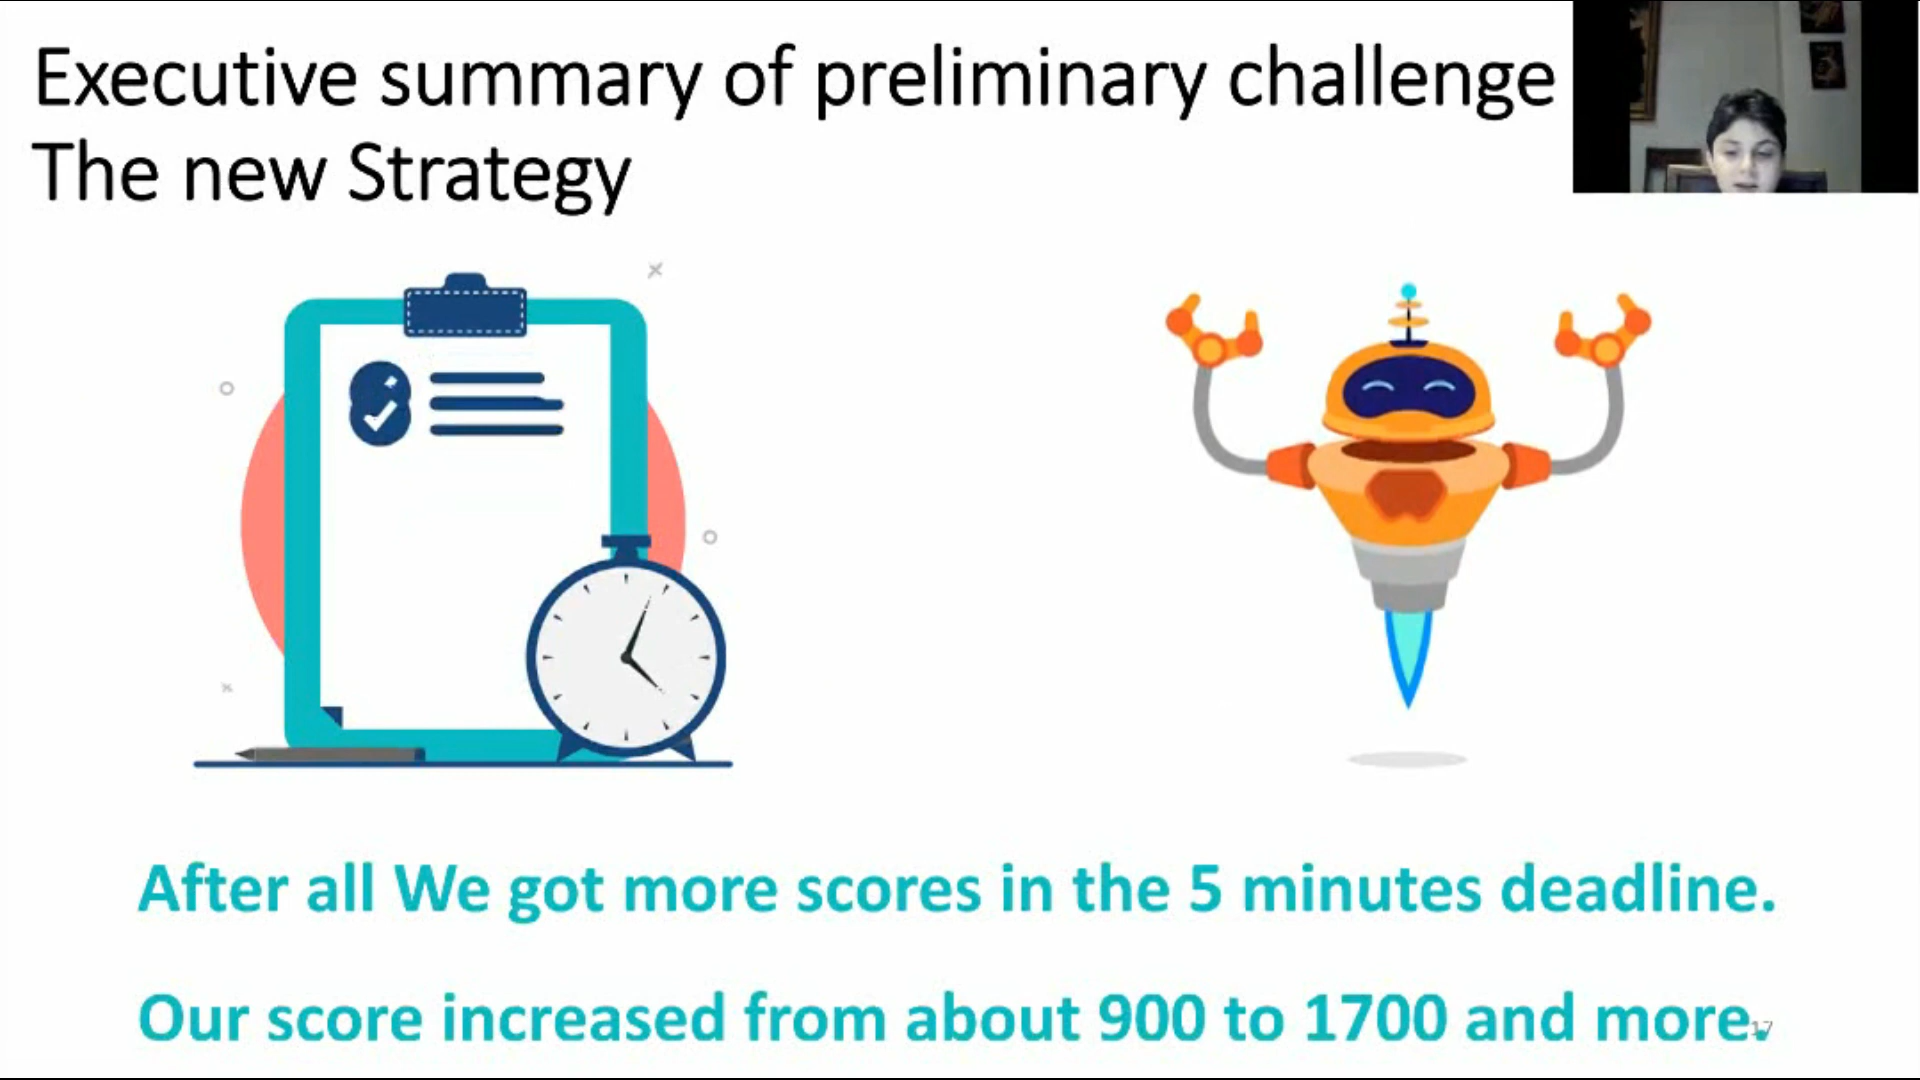 Executive summary of preliminary challenge
The new Strategy
After all We got more scores in the 5 minutes deadline.
Our score increased from about 900 to 1700 and more.
17